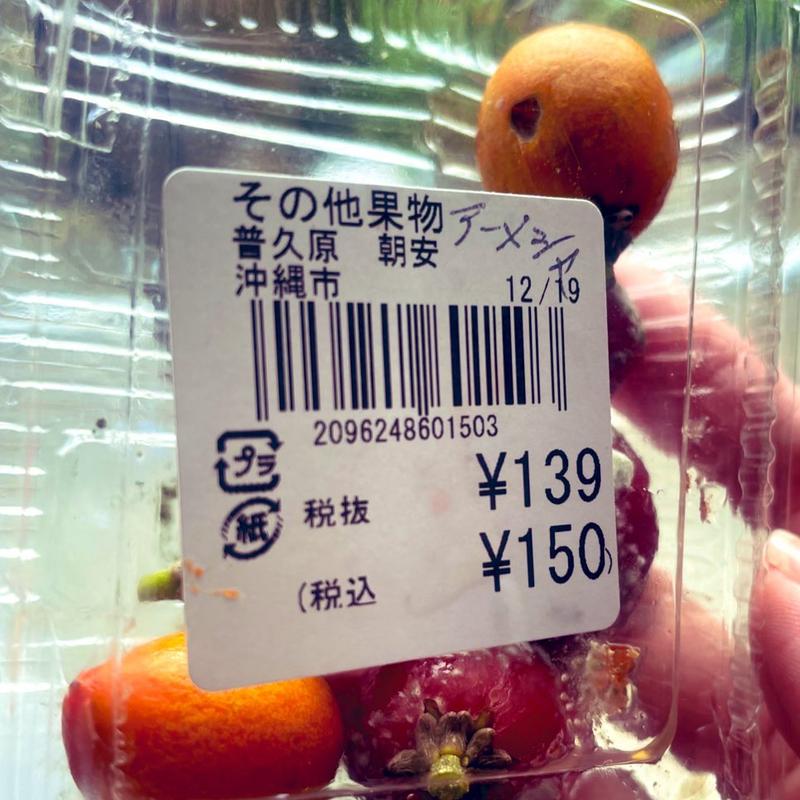 その他果物 アーメンヤ
普久原 朝安
沖縄市 12/19
2096248601503
プラ
紙
税抜 ¥139
(税込 ¥150)